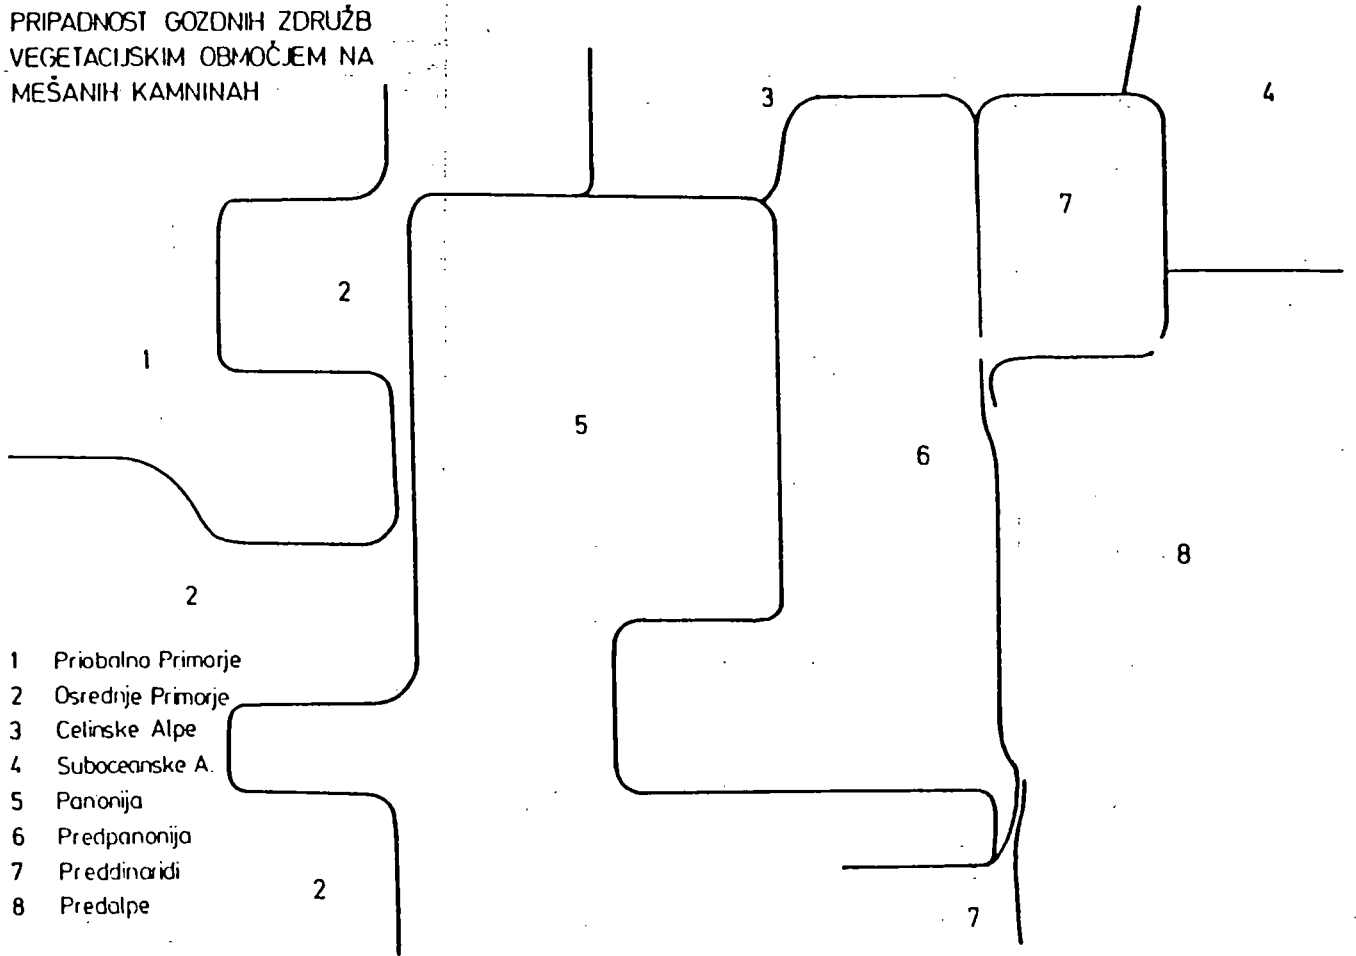 PRIPADNOST GOZDNIH ZDRUŽB
VEGETACIJSKIM OBMOČJEM NA
MEŠANIH KAMNINAH
3
4
7
2
1
5
6
8
2
1 Priobalno Primorje
2 Osrednje Primorje
3 Celinske Alpe
4 Suboceanske A.
5 Panonija
6 Predpanonija
7 Preddinaridi
8 Predalpe
2
7